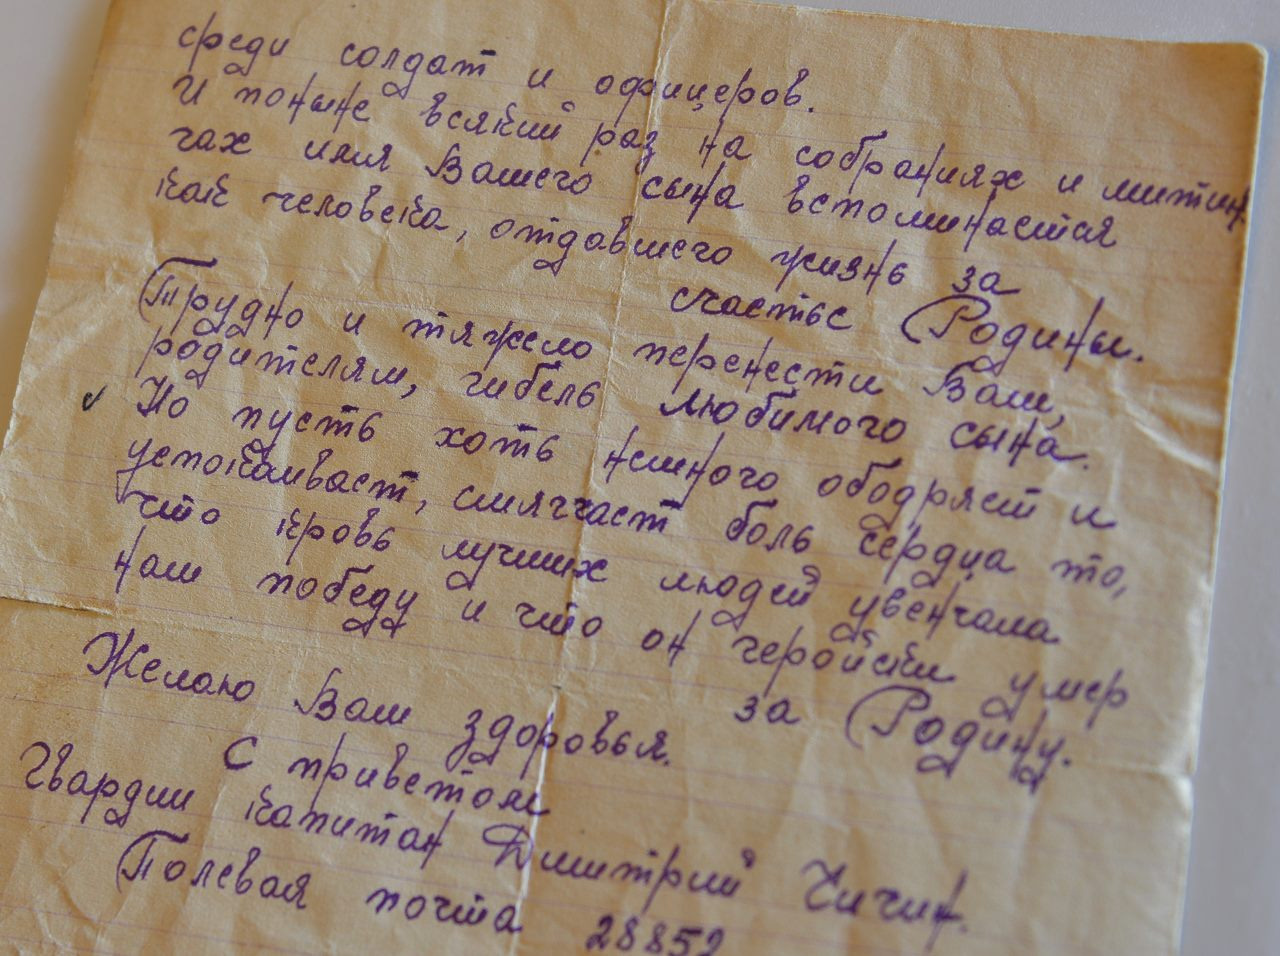 среди солдат и офицеров.
И поныне всякий раз на собраниях и митин-
гах имя Вашего сына вспоминается
как человека, отдавшего жизнь за
счастье Родины.
Трудно и тяжело перенести Вам,
родителям, гибель любимого сына.
Но пусть хоть немного ободряет и
успокаивает, смягчает боль сердца то,
что кровь лучших людей увенчала
нам победу и что он геройски умер
за Родину.
Желаю Вам здоровья.
С приветом
Гвардии капитан Дмитрий Чичин.
Полевая почта 28852